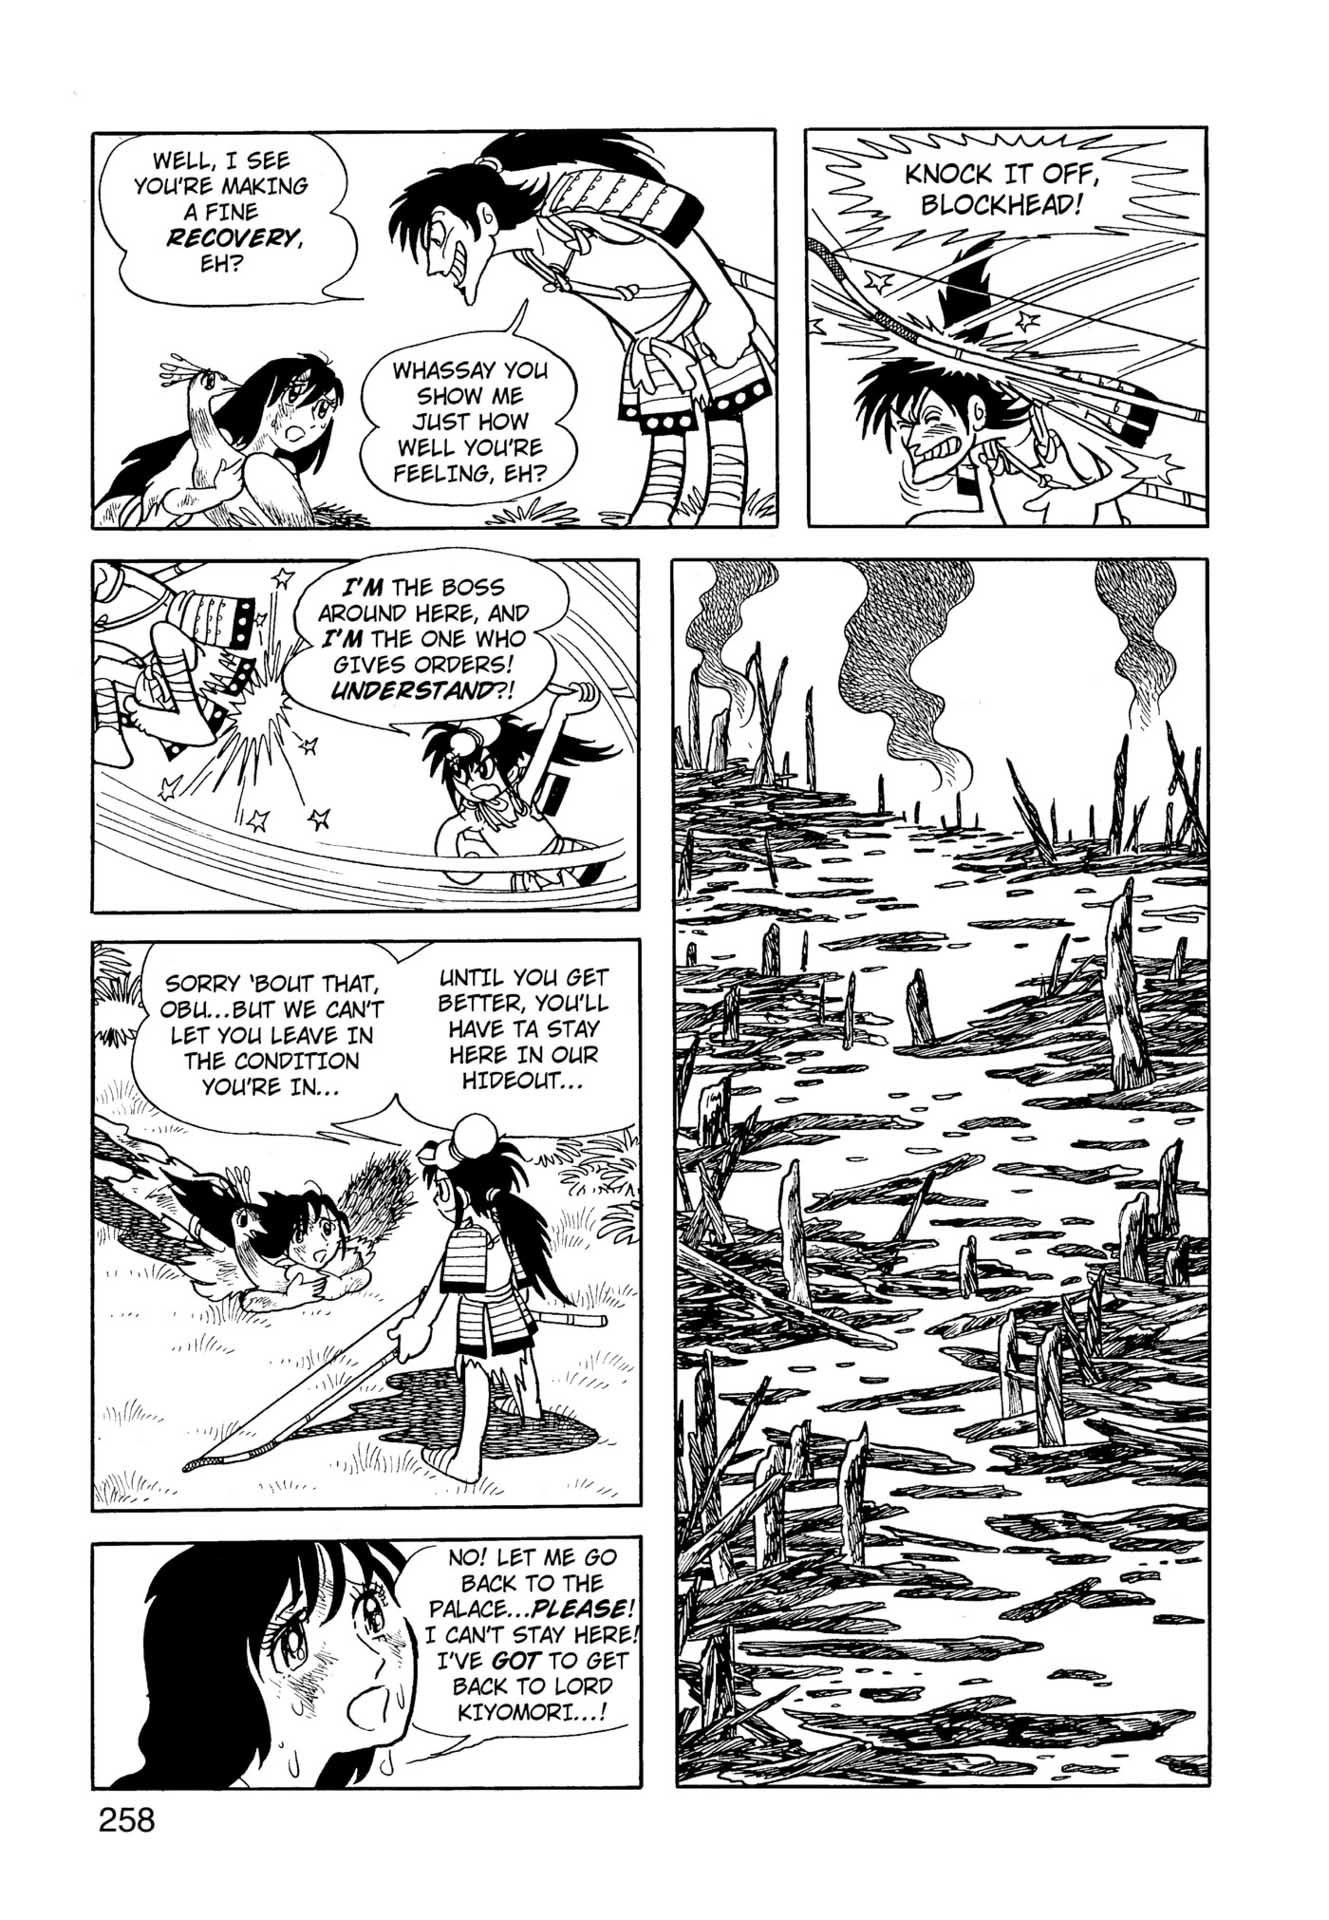 WELL, I SEE
YOU'RE MAKING
A FINE
RECOVERY,
EH?
WHASSAY YOU
SHOW ME
JUST HOW
WELL YOU'RE
FEELING, EH?
KNOCK IT OFF,
BLOCKHEAD!
I'M THE BOSS
AROUND HERE, AND
I'M THE ONE WHO
GIVES ORDERS!
UNDERSTAND?!
SORRY 'BOUT THAT,
OBU...BUT WE CAN'T
LET YOU LEAVE IN
THE CONDITION
YOU'RE IN...
UNTIL YOU GET
BETTER, YOU'LL
HAVE TA STAY
HERE IN OUR
HIDEOUT...
NO! LET ME GO
BACK TO THE
PALACE...PLEASE!
I CAN'T STAY HERE!
I'VE GOT TO GET
BACK TO LORD
KIYOMORI...!
258